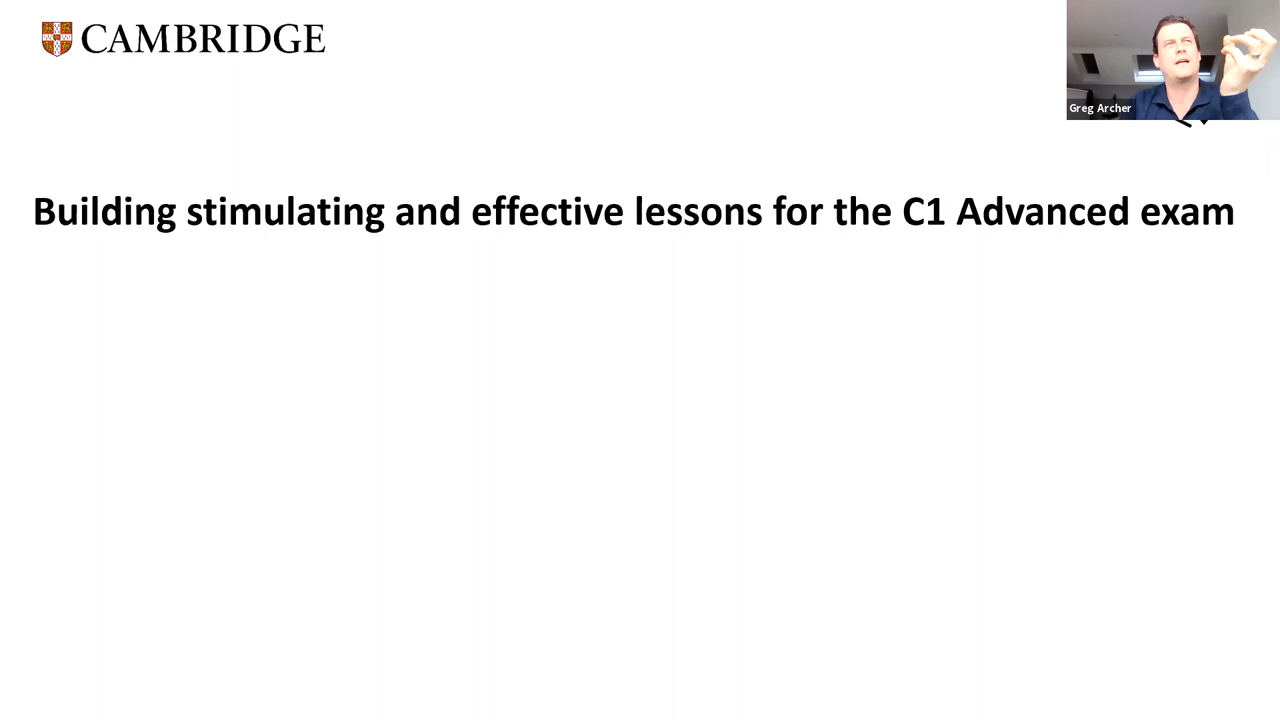 CAMBRIDGE
Greg Archer
Building stimulating and effective lessons for the C1 Advanced exam